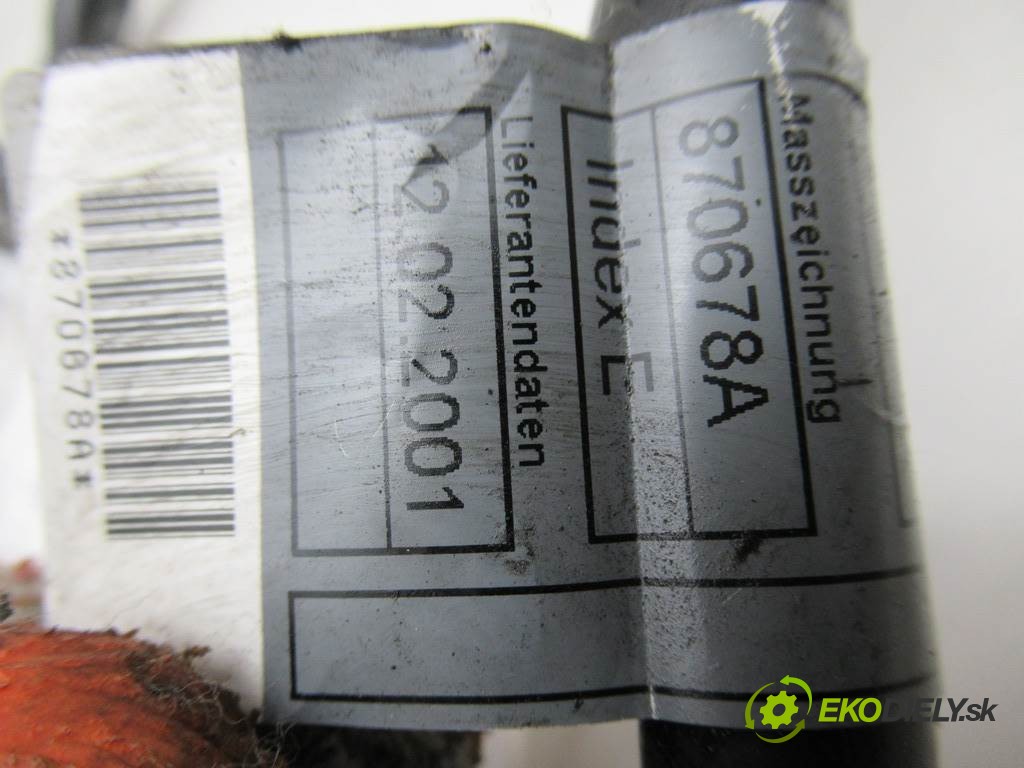 Masszeichnung
870678A
Index E
Lieferantendaten
12.02.2001
*870678A*
EKODIELY.sk